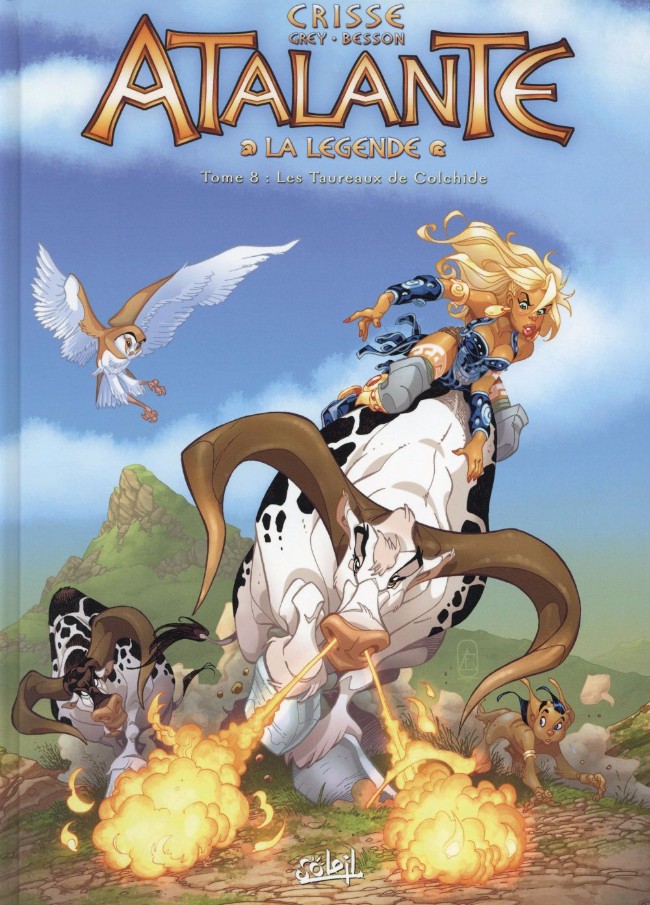 CRISSE
GREY • BESSON
ATALANTE
LA LEGENDE
Tome 8 : Les Taureaux de Colchide
SOLEIL